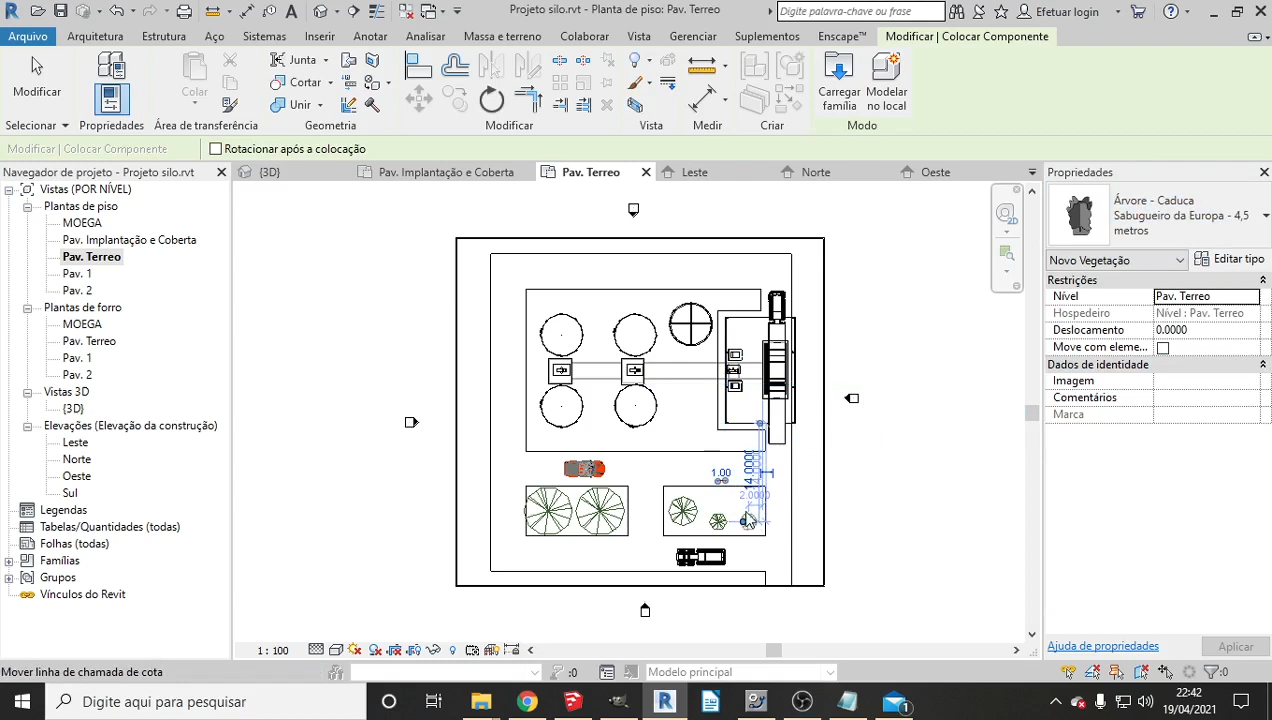 Projeto silo.rvt - Planta de piso: Pav. Terreo
Digite palavra-chave ou frase
Efetuar login
Arquivo
Arquitetura
Estrutura
Aço
Sistemas
Inserir
Anotar
Analisar
Massa e terreno
Colaborar
Vista
Gerenciar
Suplementos
Enscape™
Modificar | Colocar Componente
Modificar
Colar
Junta
Cortar
Unir
Carregar família
Modelar no local
Selecionar
Propriedades
Área de transferência
Geometria
Modificar
Vista
Medir
Criar
Modo
Modificar | Colocar Componente
Rotacionar após a colocação
Navegador de projeto - Projeto silo.rvt
{3D}
Pav. Implantação e Coberta
Pav. Terreo
Leste
Norte
Oeste
Propriedades
Vistas (POR NÍVEL)
Plantas de piso
MOEGA
Pav. Implantação e Coberta
Pav. Terreo
Pav. 1
Pav. 2
Plantas de forro
MOEGA
Pav. Terreo
Pav. 1
Pav. 2
Vistas 3D
{3D}
Elevações (Elevação da construção)
Leste
Norte
Oeste
Sul
Legendas
Tabelas/Quantidades (todas)
Folhas (todas)
Famílias
Grupos
Vínculos do Revit
2D
1.00
14.0000
2.0000
Árvore - Caduca
Sabugueiro da Europa - 4,5
metros
Novo Vegetação
Editar tipo
Restrições
Nível
Pav. Terreo
Hospedeiro
Nível : Pav. Terreo
Deslocamento
0.0000
Move com eleme...
Dados de identidade
Imagem
Comentários
Marca
Ajuda de propriedades
Aplicar
1 : 100
Mover linha de chamada de cota
:0
Modelo principal
:0
Digite aqui para pesquisar
1
22:42
19/04/2021